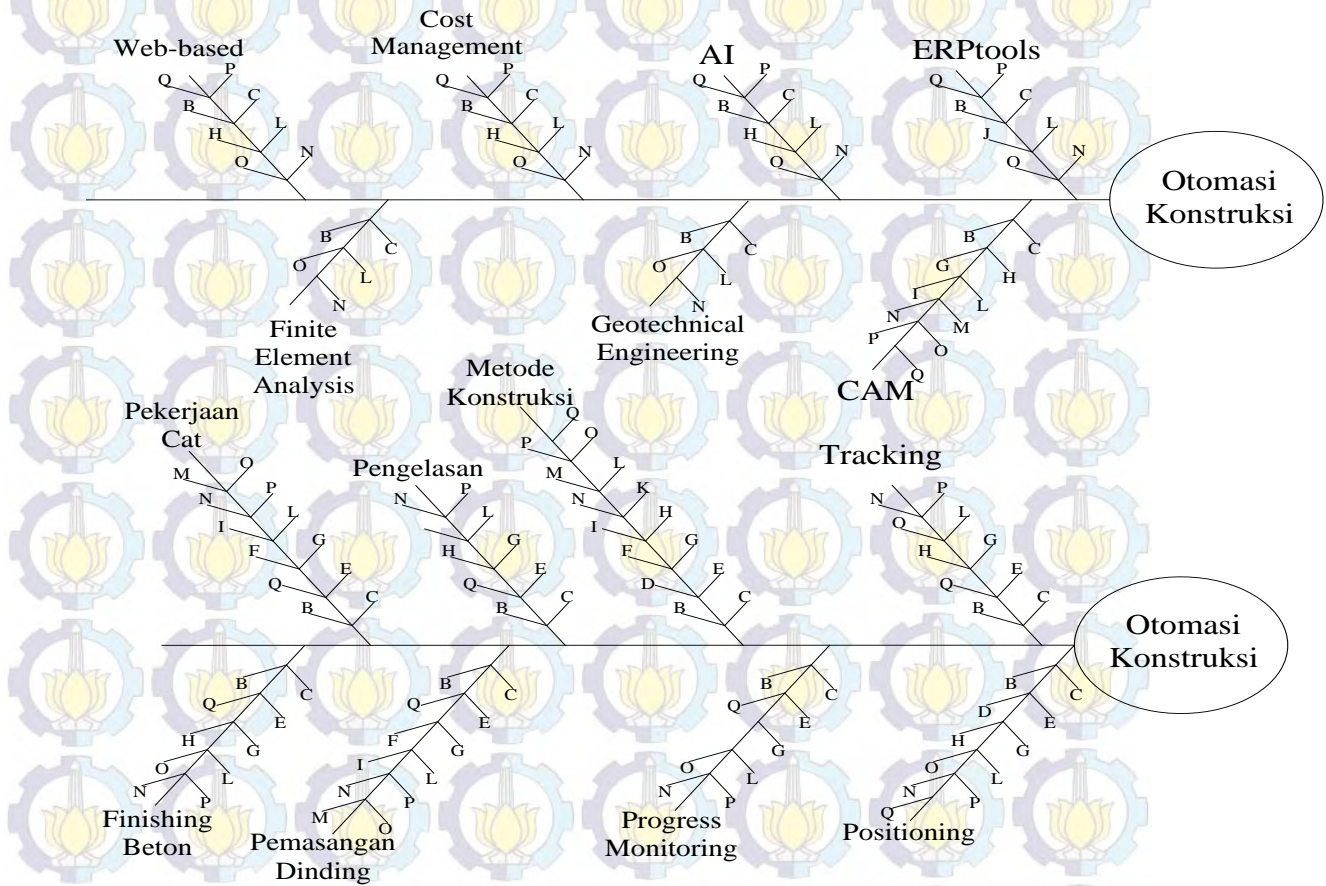 Web-based
Q
P
B
C
H
L
O
N
Cost
Management
Q
P
B
C
H
L
O
N
AI
Q
P
B
C
H
L
O
N
ERPtools
Q
P
B
C
J
L
O
N
Otomasi
Konstruksi
B
C
O
L
N
Finite
Element
Analysis
B
C
O
L
N
Geotechnical
Engineering
B
C
G
H
I
L
N
M
P
O
Q
CAM
Pekerjaan
Cat
M
O
N
P
I
L
F
G
Q
E
B
C
Pengelasan
N
P
L
H
G
Q
E
B
C
Metode
Konstruksi
Q
P
O
M
L
N
K
I
H
F
G
D
E
B
C
Tracking
N
P
O
L
H
G
Q
E
B
C
Otomasi
Konstruksi
B
C
Q
E
H
G
O
L
N
P
Finishing
Beton
B
C
Q
E
F
G
I
L
N
P
M
O
Pemasangan
Dinding
B
C
Q
E
G
O
L
N
P
Progress
Monitoring
B
C
D
E
H
G
O
L
N
P
Q
Positioning